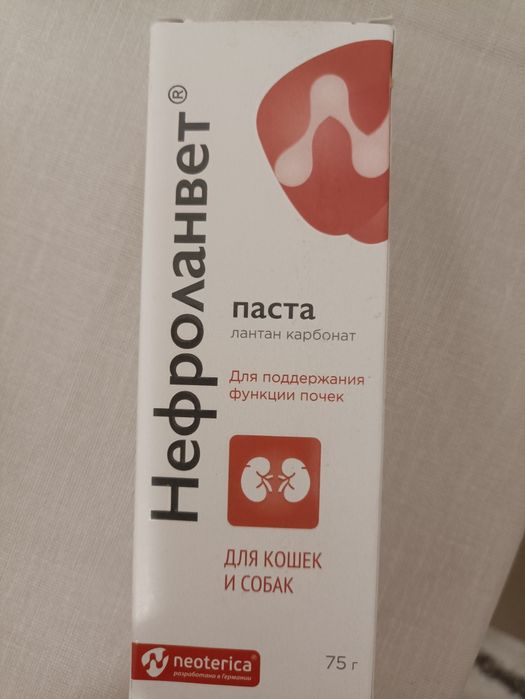 Нефроланвет®
паста
лантан карбонат
Для поддержания
функции почек
ДЛЯ КОШЕК
И СОБАК
neoterica®
разработано в Германии
75 г